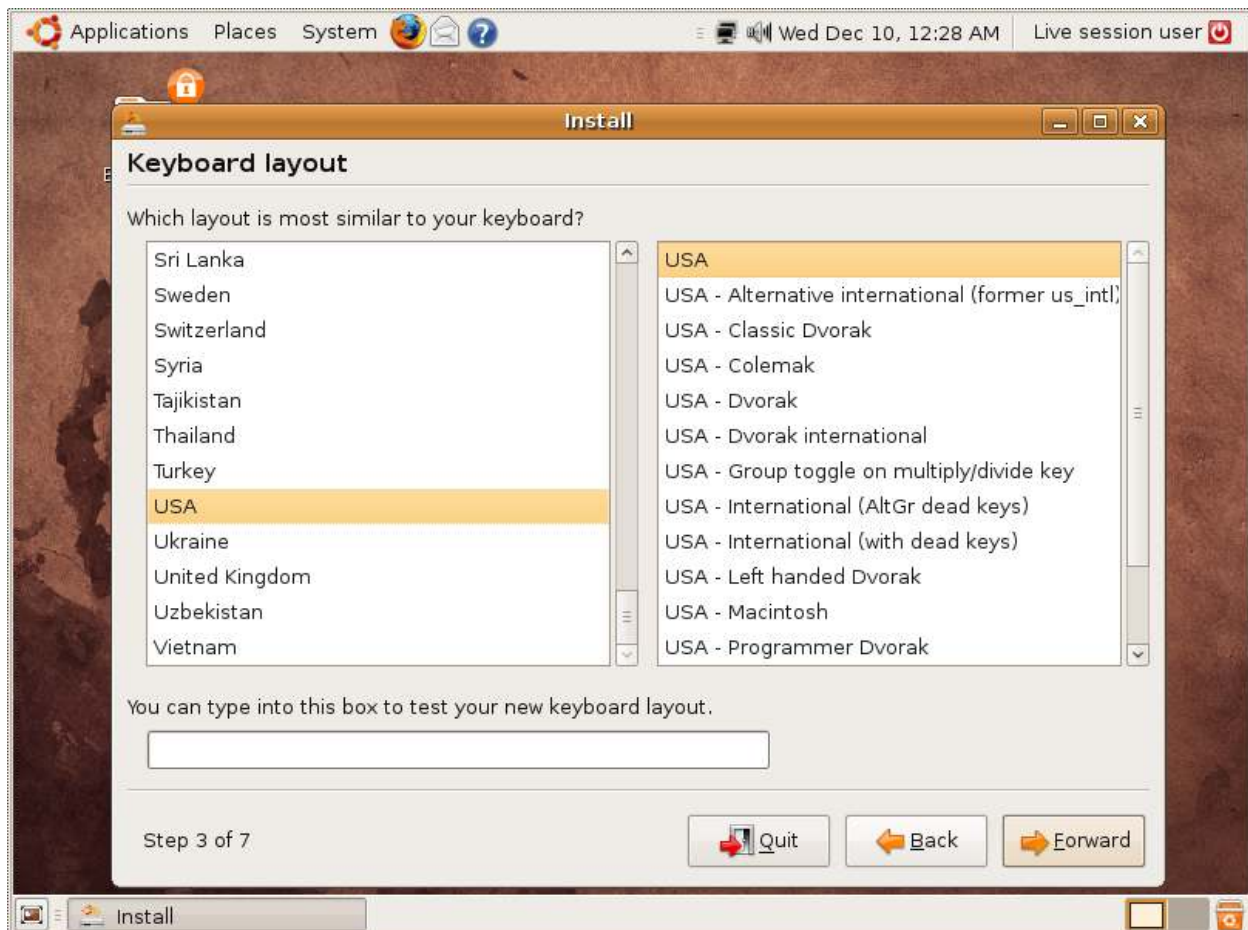 Applications Places System Wed Dec 10, 12:28 AM Live session user
Install
Keyboard layout
Which layout is most similar to your keyboard?
Sri Lanka
Sweden
Switzerland
Syria
Tajikistan
Thailand
Turkey
USA
Ukraine
United Kingdom
Uzbekistan
Vietnam
USA
USA - Alternative international (former us_intl)
USA - Classic Dvorak
USA - Colemak
USA - Dvorak
USA - Dvorak international
USA - Group toggle on multiply/divide key
USA - International (AltGr dead keys)
USA - International (with dead keys)
USA - Left handed Dvorak
USA - Macintosh
USA - Programmer Dvorak
You can type into this box to test your new keyboard layout.
Step 3 of 7 Quit Back Forward
Install